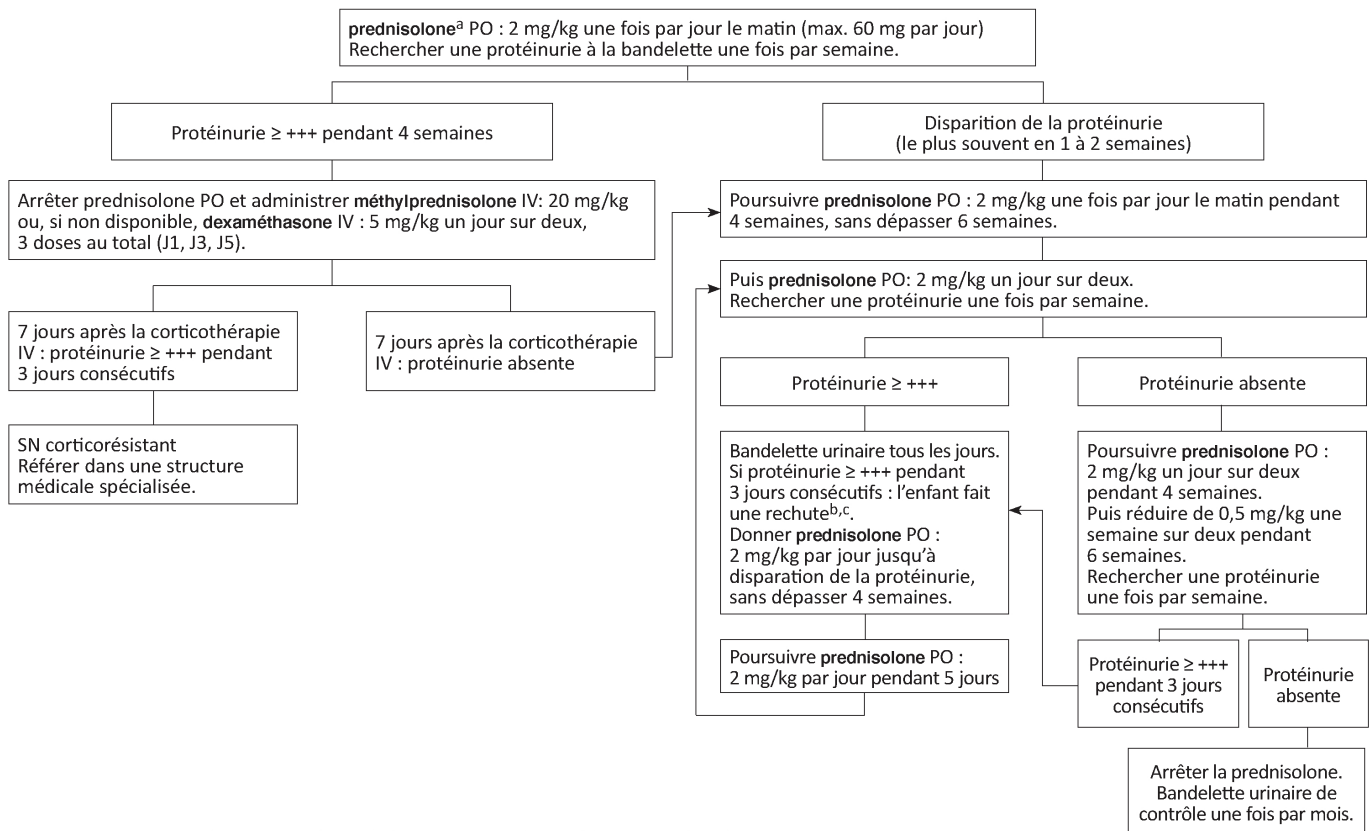 prednisoloneᵃ PO : 2 mg/kg une fois par jour le matin (max. 60 mg par jour)
Rechercher une protéinurie à la bandelette une fois par semaine.
Protéinurie ≥ +++ pendant 4 semaines
Disparition de la protéinurie
(le plus souvent en 1 à 2 semaines)
Arrêter prednisolone PO et administrer méthylprednisolone IV: 20 mg/kg
ou, si non disponible, dexaméthasone IV : 5 mg/kg un jour sur deux,
3 doses au total (J1, J3, J5).
Poursuivre prednisolone PO : 2 mg/kg une fois par jour le matin pendant
4 semaines, sans dépasser 6 semaines.
Puis prednisolone PO: 2 mg/kg un jour sur deux.
Rechercher une protéinurie une fois par semaine.
7 jours après la corticothérapie
IV : protéinurie ≥ +++ pendant
3 jours consécutifs
7 jours après la corticothérapie
IV : protéinurie absente
SN corticorésistant
Référer dans une structure
médicale spécialisée.
Protéinurie ≥ +++
Protéinurie absente
Bandelette urinaire tous les jours.
Si protéinurie ≥ +++ pendant
3 jours consécutifs : l’enfant fait
une rechuteᵇ,ᶜ.
Donner prednisolone PO :
2 mg/kg par jour jusqu’à
disparation de la protéinurie,
sans dépasser 4 semaines.
Poursuivre prednisolone PO :
2 mg/kg un jour sur deux
pendant 4 semaines.
Puis réduire de 0,5 mg/kg une
semaine sur deux pendant
6 semaines.
Rechercher une protéinurie
une fois par semaine.
Poursuivre prednisolone PO :
2 mg/kg par jour pendant 5 jours
Protéinurie ≥ +++
pendant 3 jours
consécutifs
Protéinurie
absente
Arrêter la prednisolone.
Bandelette urinaire de
contrôle une fois par mois.